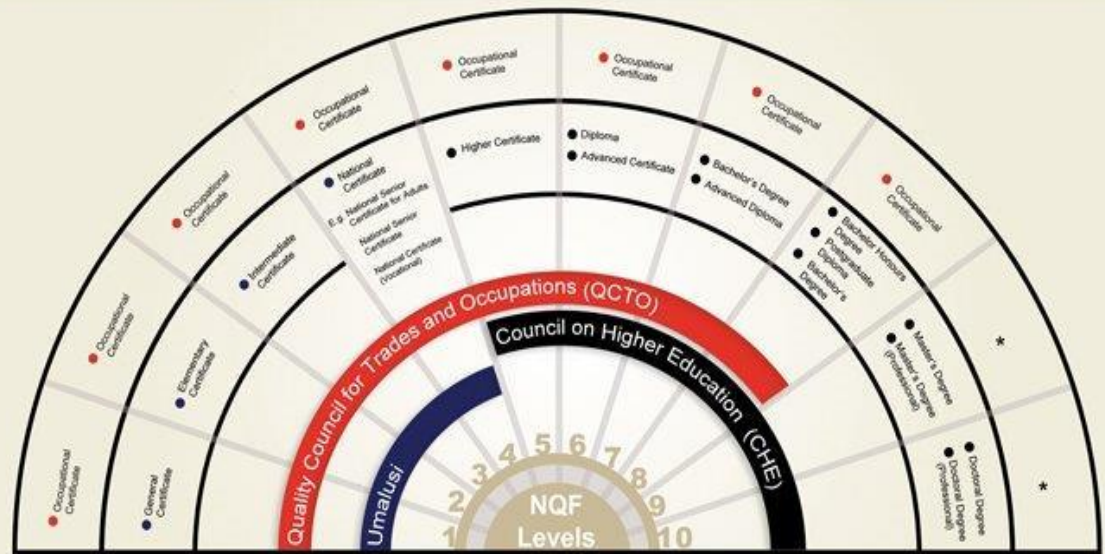 Occupational
Certificate
Occupational
Certificate
Occupational
Certificate
Occupational
Certificate
Occupational
Certificate
Occupational
Certificate
Occupational
Certificate
Occupational
Certificate
*
*
General
Certificate
Elementary
Certificate
Intermediate
Certificate
National
Certificate
E.g. National Senior
Certificate for Adults
National Senior
Certificate
National Certificate
(Vocational)
Higher Certificate
Diploma
Advanced Certificate
Bachelor's Degree
Advanced Diploma
Bachelor Honours
Degree
Postgraduate
Diploma
Bachelor's
Degree
Master's Degree
Master's Degree
(Professional)
Doctoral Degree
Doctoral Degree
(Professional)
Quality Council for Trades and Occupations (QCTO)
Council on Higher Education (CHE)
Umalusi
1 2 3 4 5 6 7 8 9 10
NQF
Levels